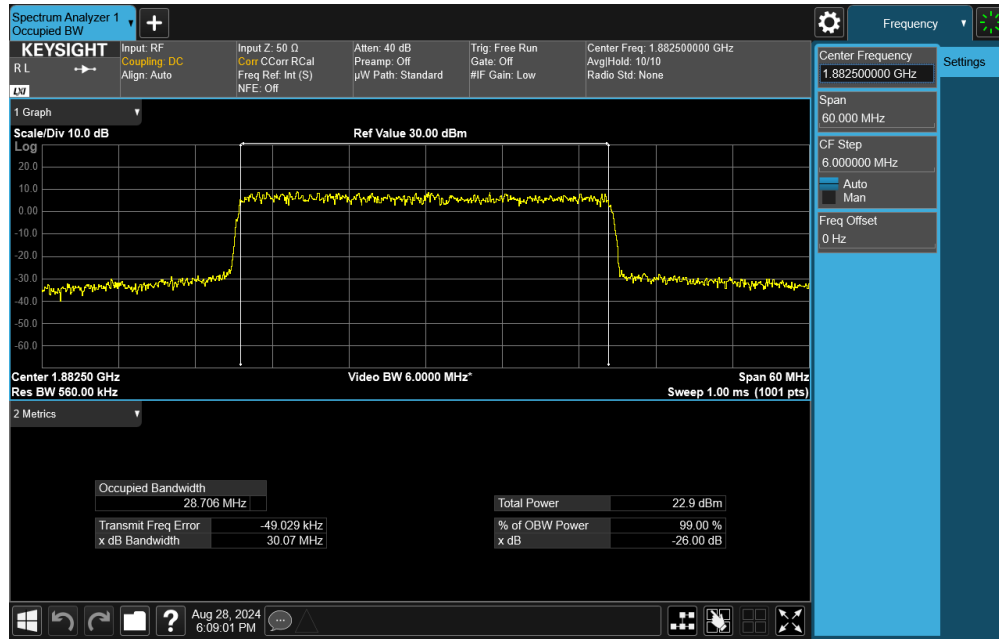 Spectrum Analyzer 1
Occupied BW
▼
+
Frequency ▼
KEYSIGHT
R L
LXI
Input: RF
Coupling: DC
Align: Auto
Input Z: 50 Ω
Corr CCorr RCal
Freq Ref: Int (S)
NFE: Off
Atten: 40 dB
Preamp: Off
µW Path: Standard
Trig: Free Run
Gate: Off
#IF Gain: Low
Center Freq: 1.882500000 GHz
Avg|Hold: 10/10
Radio Std: None
Center Frequency
1.882500000 GHz
Settings
Span
60.000 MHz
CF Step
6.000000 MHz
Auto
Man
Freq Offset
0 Hz
1 Graph ▼
Scale/Div 10.0 dB Ref Value 30.00 dBm
Log
20.0
10.0
0.00
-10.0
-20.0
-30.0
-40.0
-50.0
-60.0
Center 1.88250 GHz Video BW 6.0000 MHz* Span 60 MHz
Res BW 560.00 kHz Sweep 1.00 ms (1001 pts)
2 Metrics ▼
Occupied Bandwidth
28.706 MHz
Total Power 22.9 dBm
Transmit Freq Error -49.029 kHz
% of OBW Power 99.00 %
x dB Bandwidth 30.07 MHz
x dB -26.00 dB
?
Aug 28, 2024
6:09:01 PM